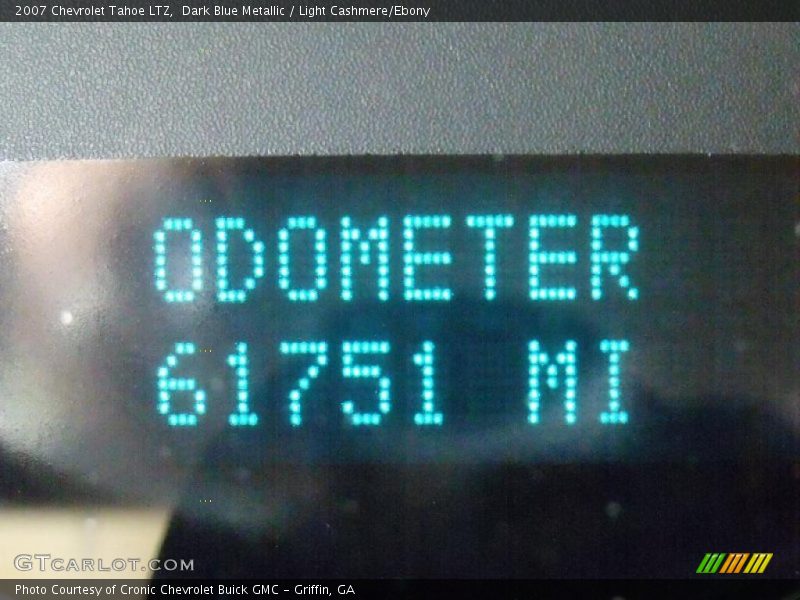 2007 Chevrolet Tahoe LTZ,  Dark Blue Metallic / Light Cashmere/Ebony
ODOMETER
61751 MI
GTCARLOT.COM
Photo Courtesy of Cronic Chevrolet Buick GMC - Griffin, GA